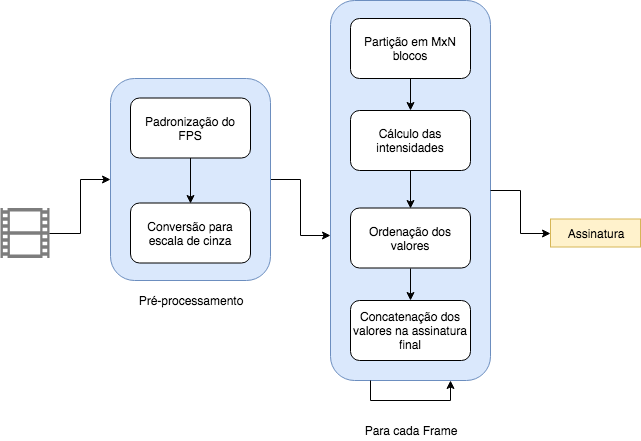 Padronização do
FPS
Conversão para
escala de cinza
Pré-processamento
Partição em MxN
blocos
Cálculo das
intensidades
Ordenação dos
valores
Concatenação dos
valores na assinatura
final
Para cada Frame
Assinatura